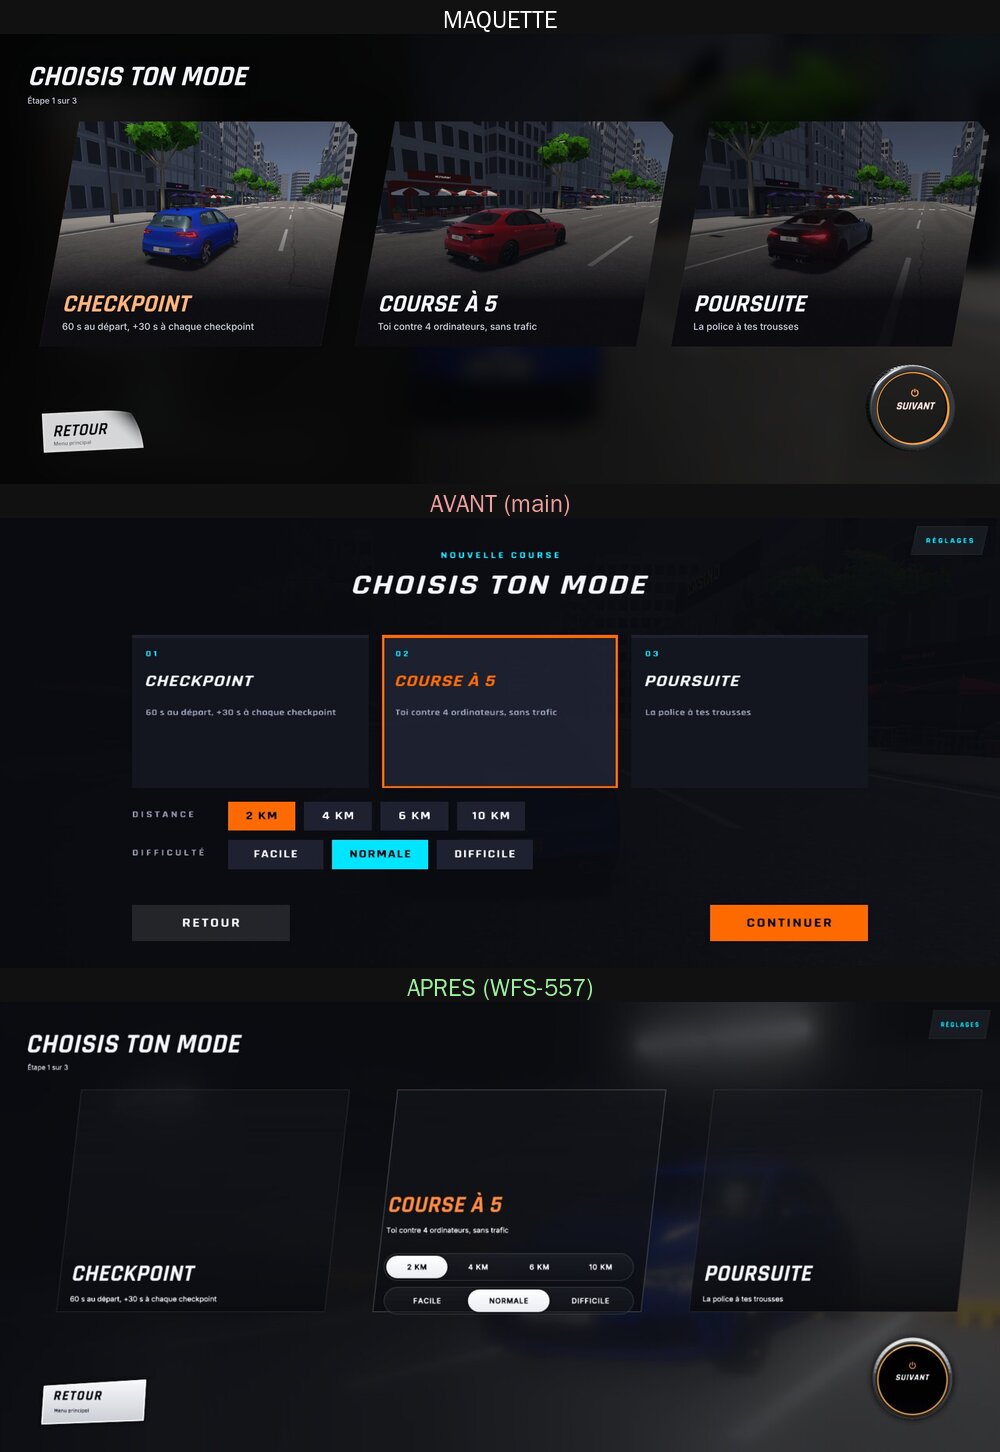 MAQUETTE
CHOISIS TON MODE
Étape 1 sur 3
CHECKPOINT
60 s au départ, +30 s à chaque checkpoint
COURSE À 5
Toi contre 4 ordinateurs, sans trafic
POURSUITE
La police à tes trousses
RETOUR
Menu principal
SUIVANT
AVANT (main)
RÉGLAGES
NOUVELLE COURSE
CHOISIS TON MODE
01
CHECKPOINT
60 s au départ, +30 s à chaque checkpoint
02
COURSE À 5
Toi contre 4 ordinateurs, sans trafic
03
POURSUITE
La police à tes trousses
DISTANCE
2 KM
4 KM
6 KM
10 KM
DIFFICULTÉ
FACILE
NORMALE
DIFFICILE
RETOUR
CONTINUER
APRES (WFS-557)
RÉGLAGES
CHOISIS TON MODE
Étape 1 sur 3
CHECKPOINT
60 s au départ, +30 s à chaque checkpoint
COURSE À 5
Toi contre 4 ordinateurs, sans trafic
2 KM
4 KM
6 KM
10 KM
FACILE
NORMALE
DIFFICILE
POURSUITE
La police à tes trousses
RETOUR
Menu principal
SUIVANT